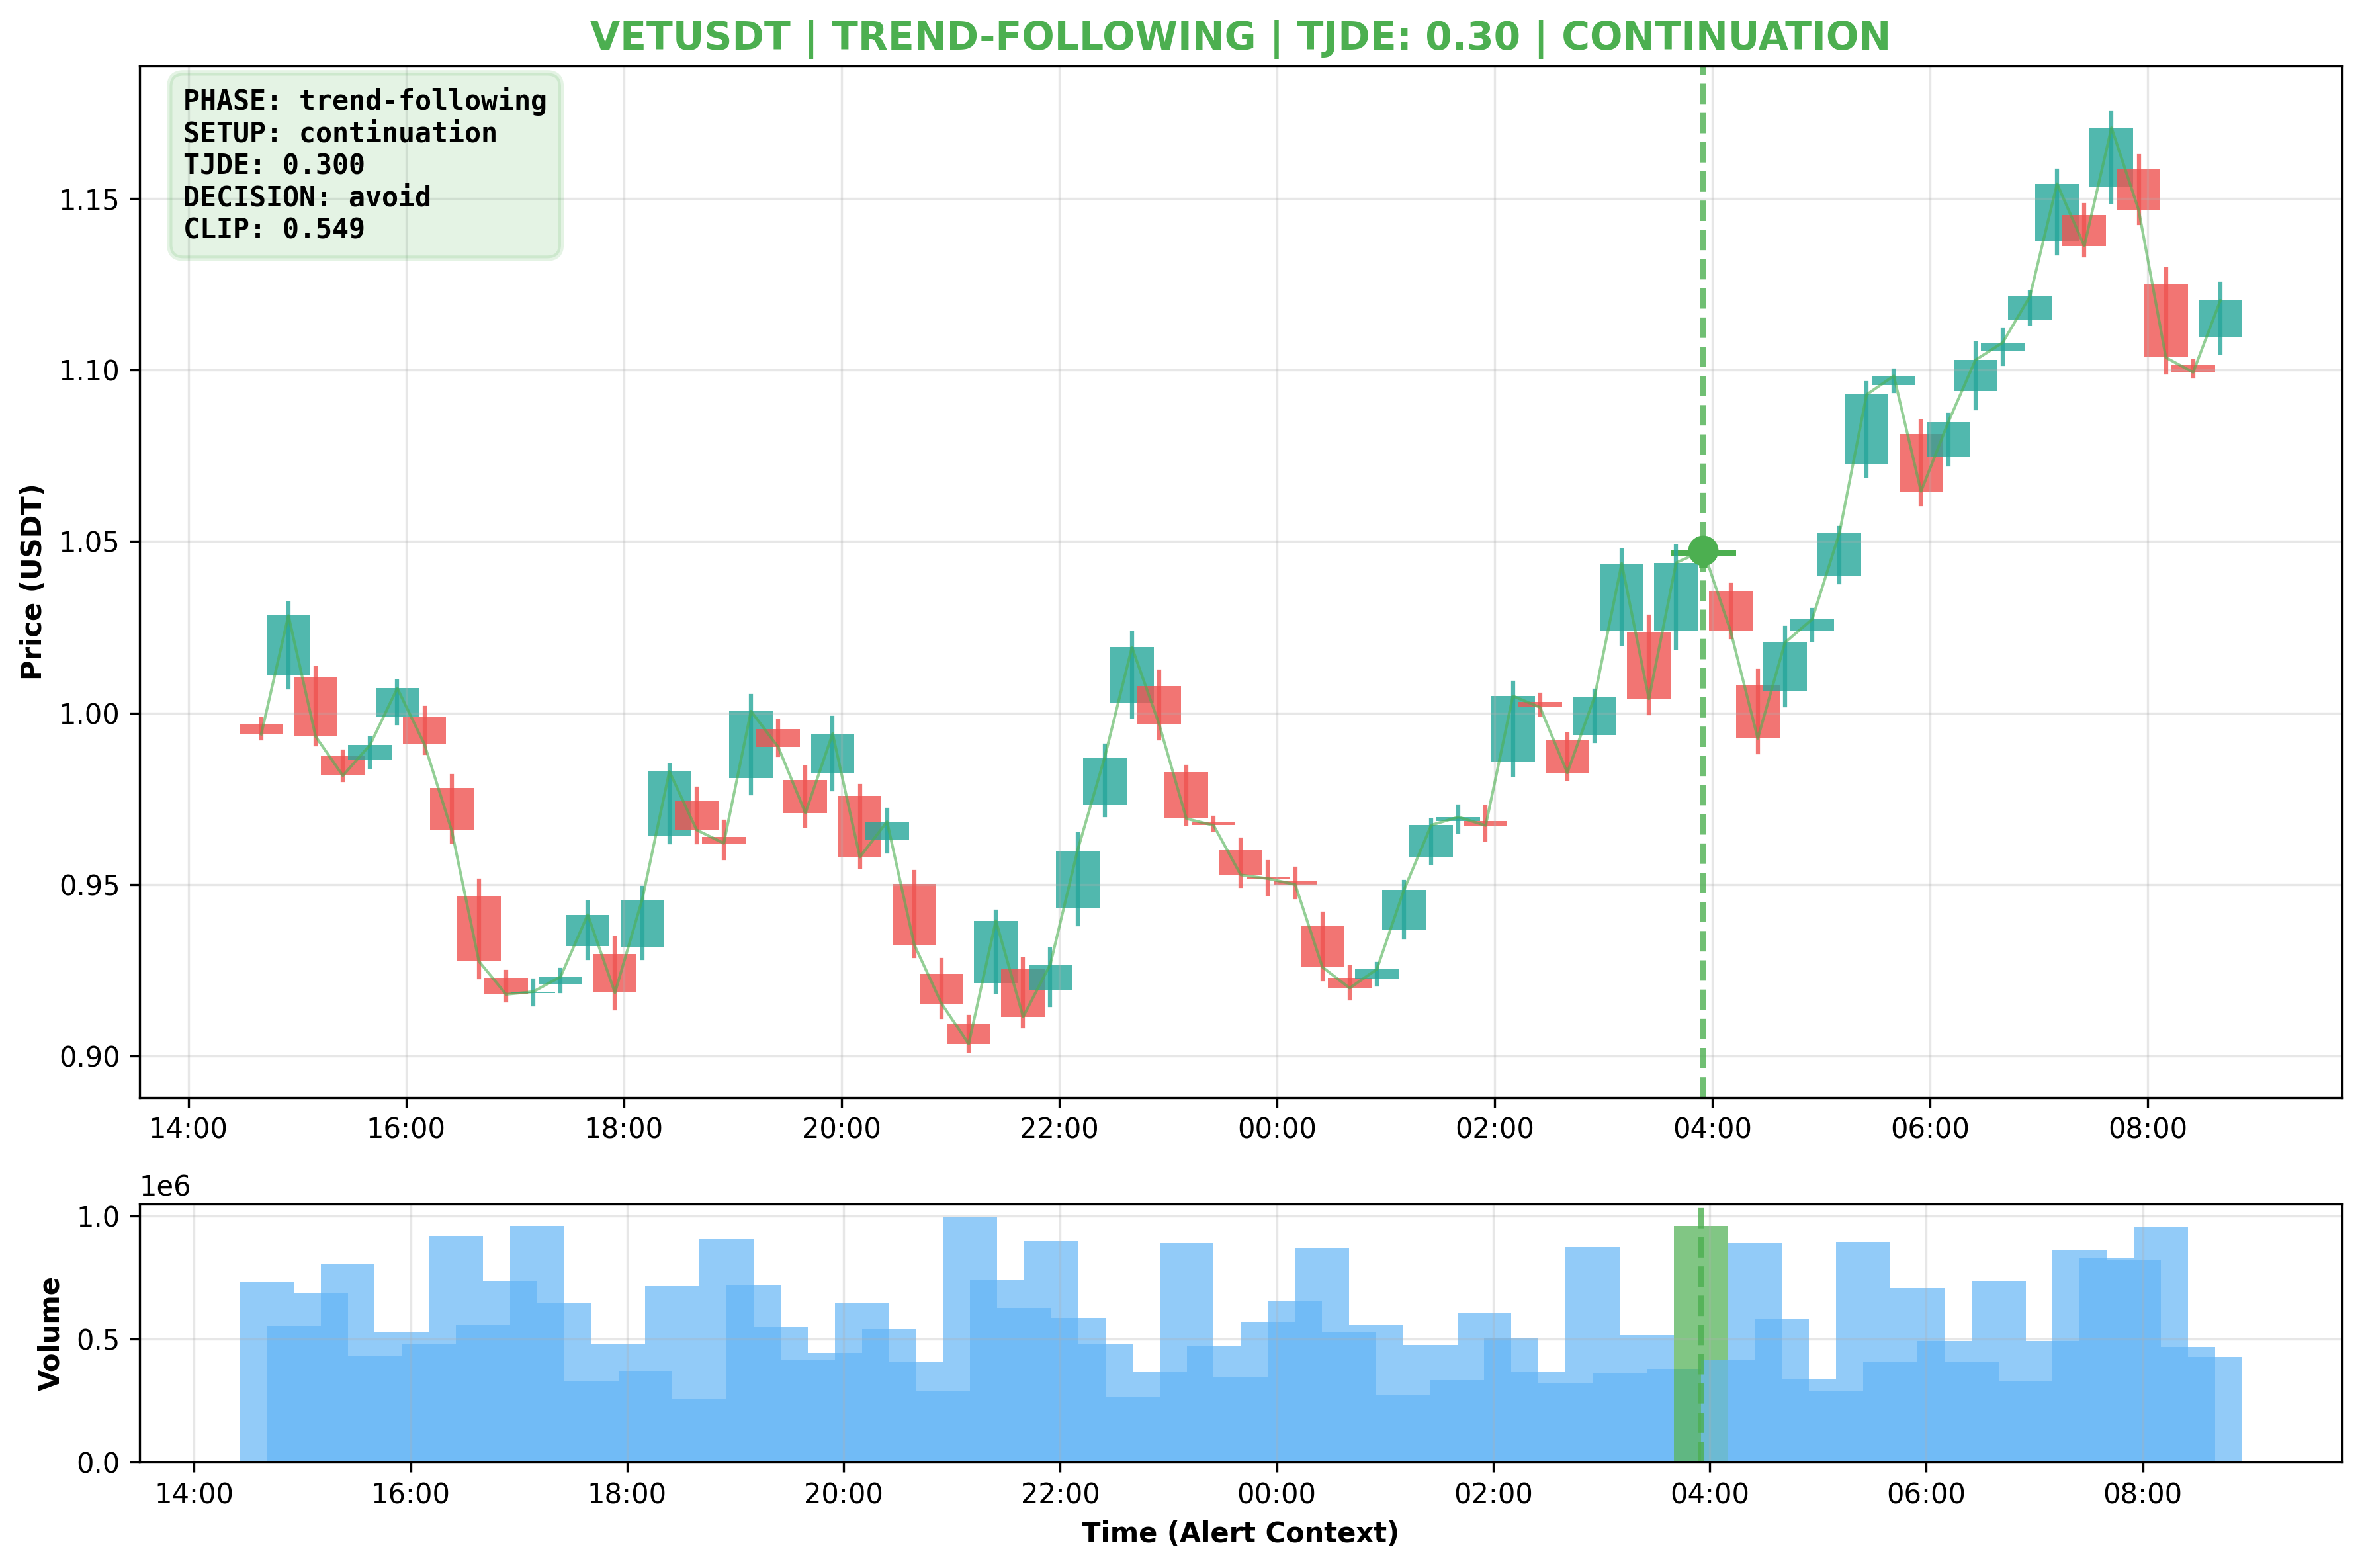 VETUSDT | TREND-FOLLOWING | TJDE: 0.30 | CONTINUATION
PHASE: trend-following
SETUP: continuation
TJDE: 0.300
DECISION: avoid
CLIP: 0.549
Price (USDT)
1.15
1.10
1.05
1.00
0.95
0.90
14:00 16:00 18:00 20:00 22:00 00:00 02:00 04:00 06:00 08:00
1e6
Volume
1.0
0.5
0.0
14:00 16:00 18:00 20:00 22:00 00:00 02:00 04:00 06:00 08:00
Time (Alert Context)